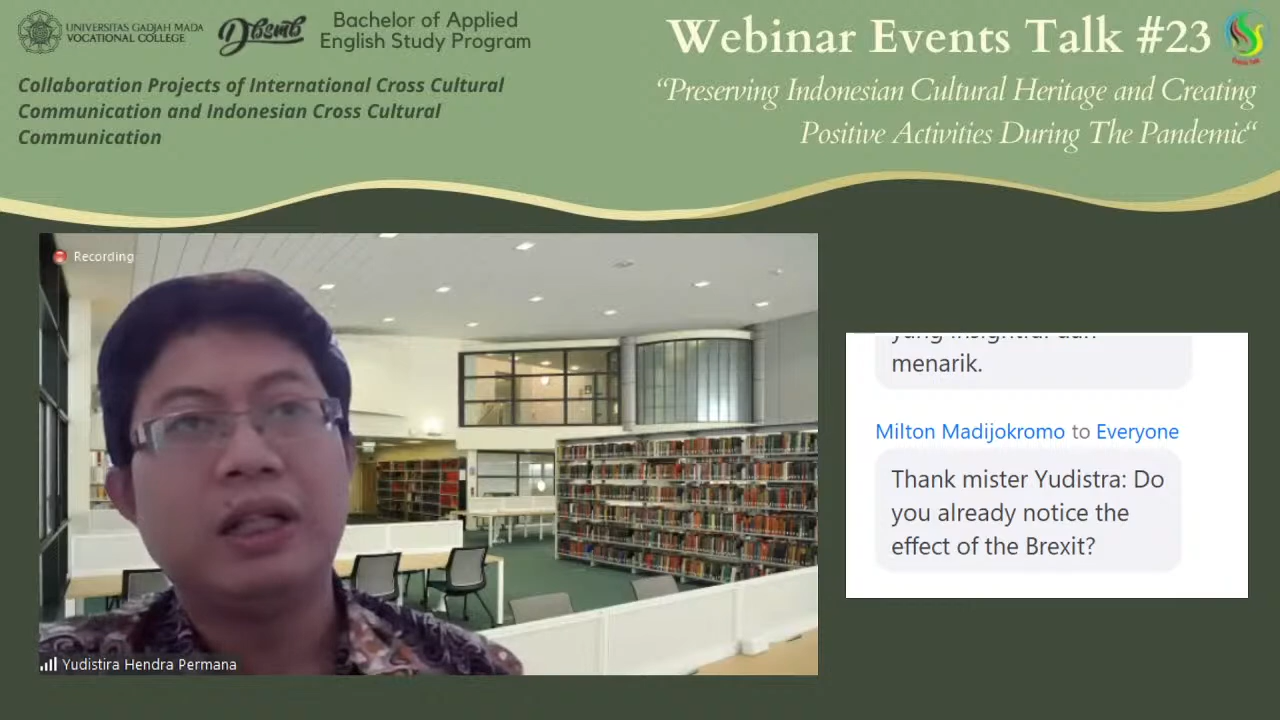 UNIVERSITAS GADJAH MADA
VOCATIONAL COLLEGE
Dbsmb
Bachelor of Applied
English Study Program
Collaboration Projects of International Cross Cultural
Communication and Indonesian Cross Cultural
Communication
Webinar Events Talk #23
“Preserving Indonesian Cultural Heritage and Creating
Positive Activities During The Pandemic“
Recording
Yudistira Hendra Permana
menarik.
Milton Madijokromo to Everyone
Thank mister Yudistra: Do
you already notice the
effect of the Brexit?